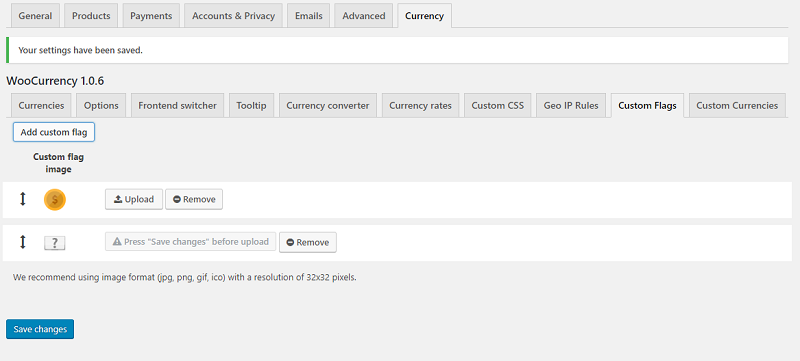 General Products Payments Accounts & Privacy Emails Advanced Currency
Your settings have been saved.
WooCurrency 1.0.6
Currencies Options Frontend switcher Tooltip Currency converter Currency rates Custom CSS Geo IP Rules Custom Flags Custom Currencies
Add custom flag
Custom flag
image
$ Upload Remove
? Press "Save changes" before upload Remove
We recommend using image format (jpg, png, gif, ico) with a resolution of 32x32 pixels.
Save changes